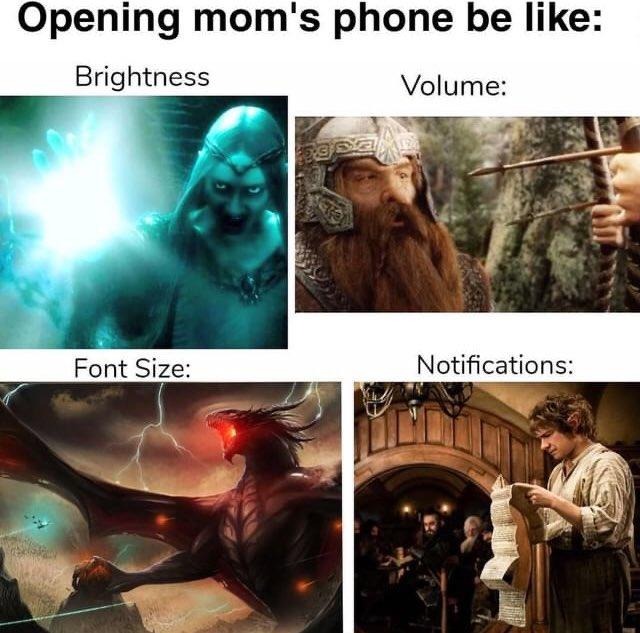 Opening mom's phone be like:
Brightness
Volume:
Font Size:
Notifications: